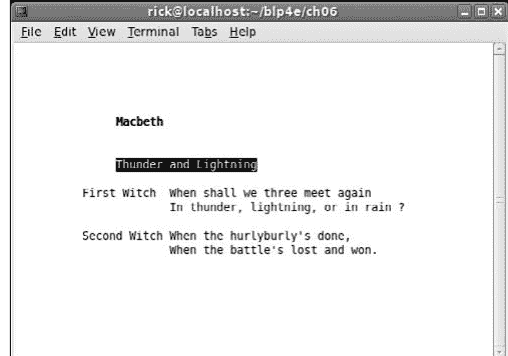 rick@localhost:~/blp4e/ch06
File Edit View Terminal Tabs Help
Macbeth
Thunder and Lightning
First Witch When shall we three meet again
In thunder, lightning, or in rain ?
Second Witch When the hurlyburly's done,
When the battle's lost and won.